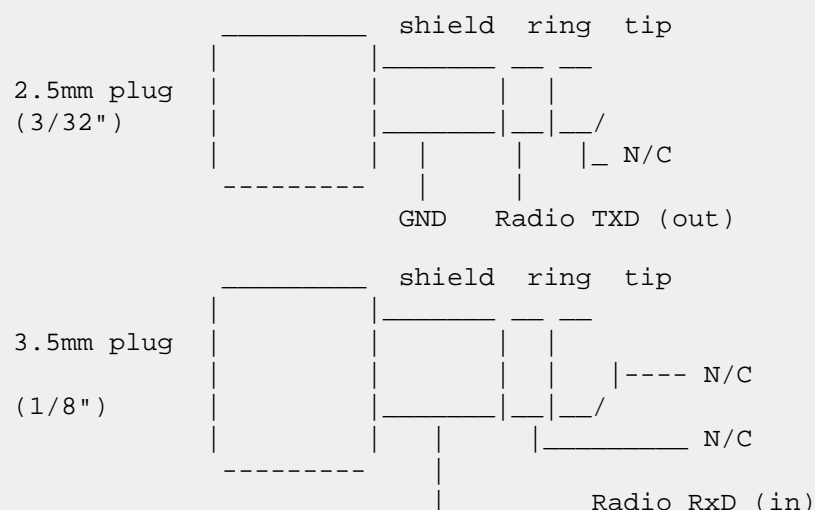 shield ring tip
2.5mm plug
(3/32")
N/C
GND Radio TXD (out)
shield ring tip
3.5mm plug
N/C
(1/8")
N/C
Radio RxD (in)